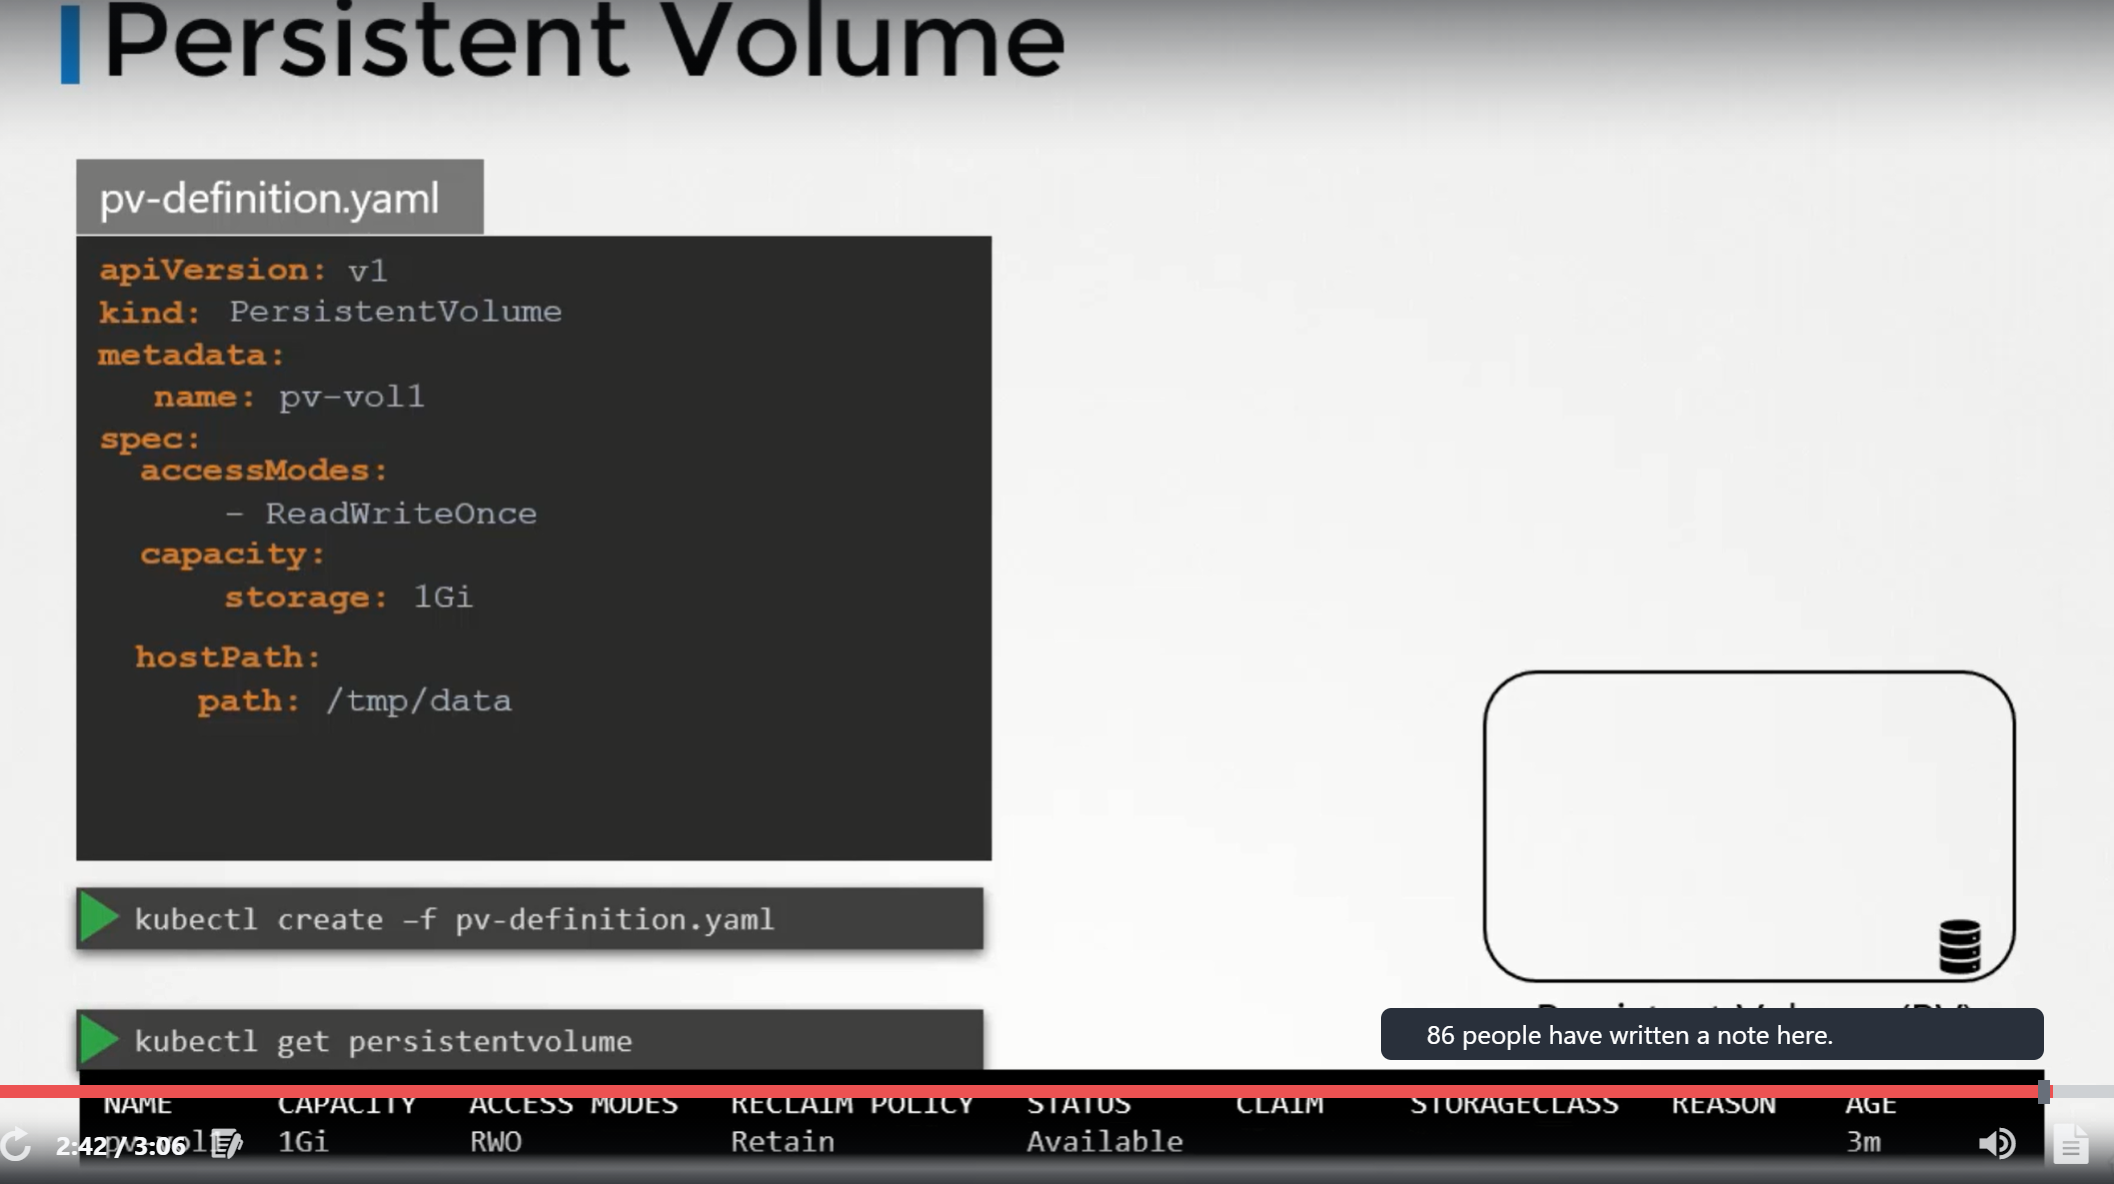 Persistent Volume
pv-definition.yaml
apiVersion: v1
kind: PersistentVolume
metadata:
name: pv-vol1
spec:
accessModes:
- ReadWriteOnce
capacity:
storage: 1Gi
hostPath:
path: /tmp/data
kubectl create –f pv-definition.yaml
kubectl get persistentvolume
86 people have written a note here.
NAME CAPACITY ACCESS MODES RECLAIM POLICY STATUS CLAIM STORAGECLASS REASON AGE
1Gi RWO Retain Available 3m
2:42 / 3:06